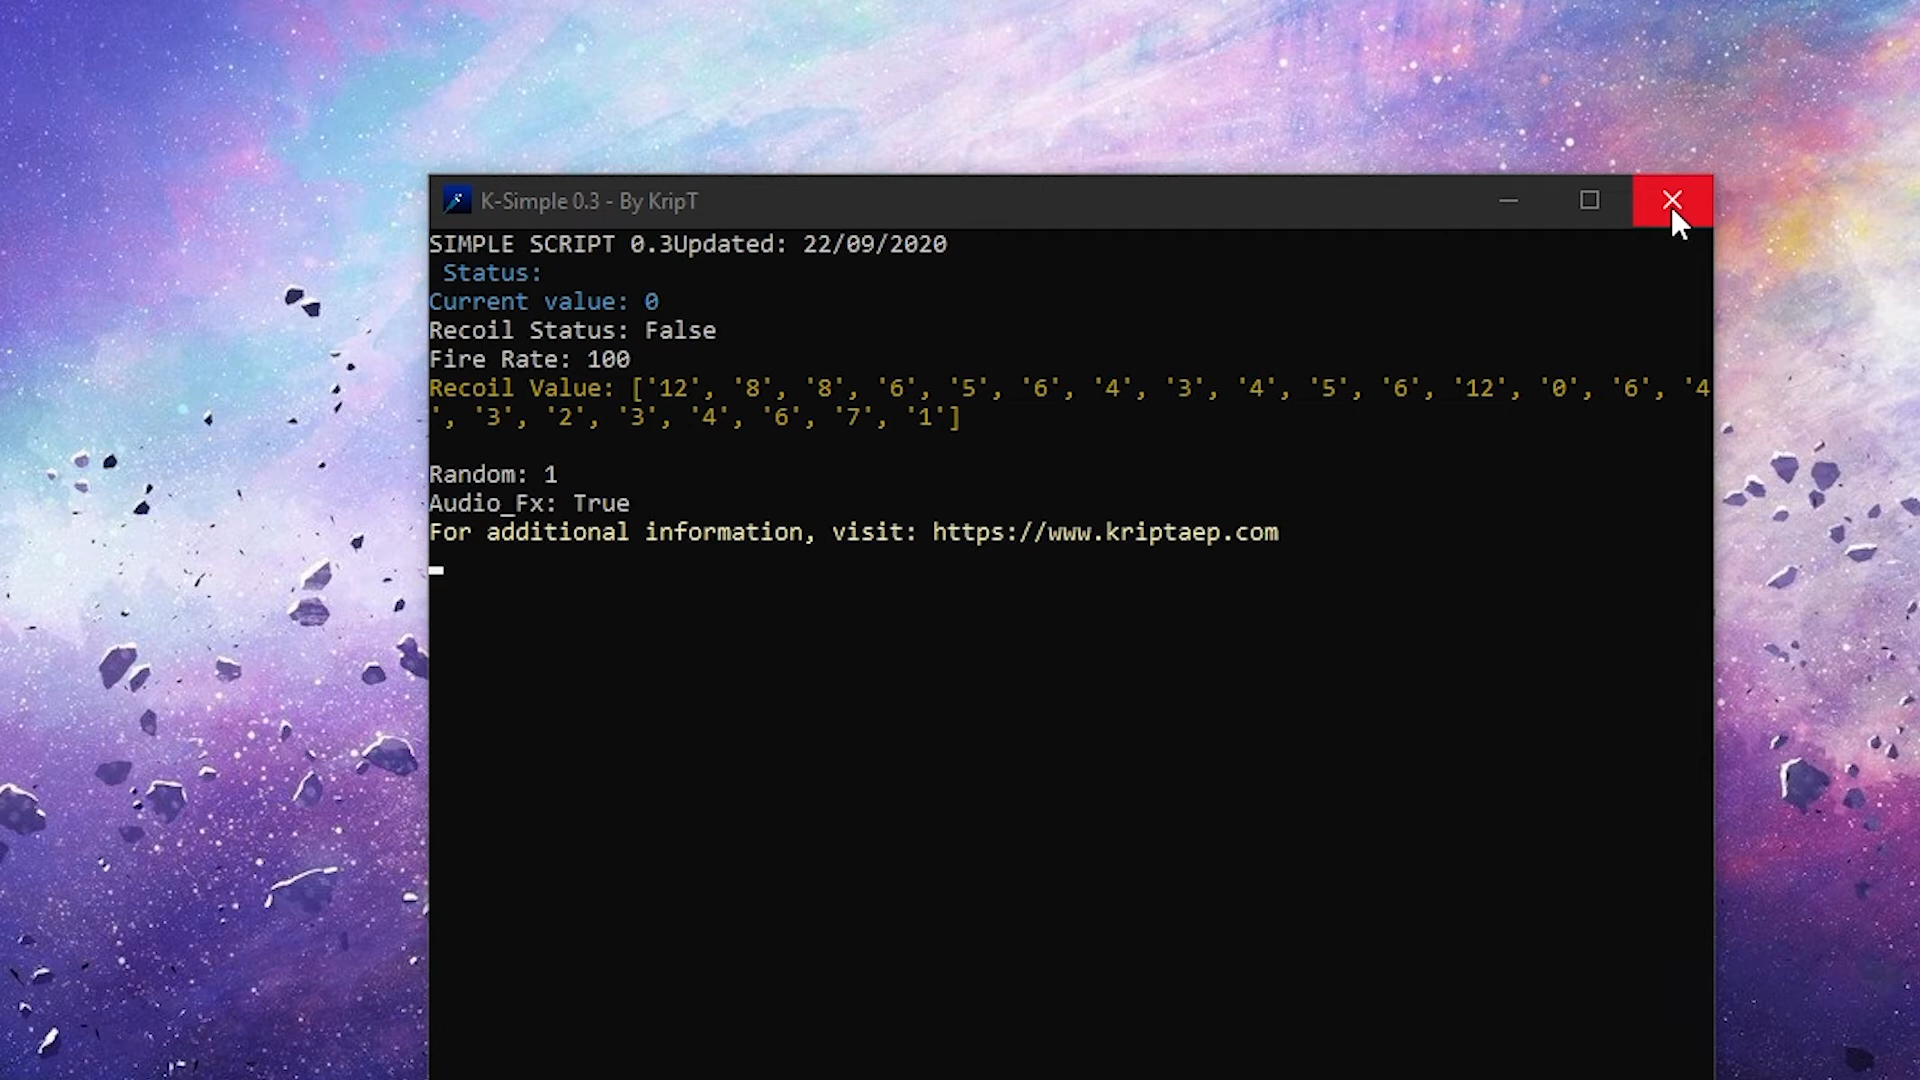 K-Simple 0.3 - By KripT
SIMPLE SCRIPT 0.3Updated: 22/09/2020
Status:
Current value: 0
Recoil Status: False
Fire Rate: 100
Recoil Value: ['12', '8', '8', '6', '5', '6', '4', '3', '4', '5', '6', '12', '0', '6', '4
', '3', '2', '3', '4', '6', '7', '1']
Random: 1
Audio_Fx: True
For additional information, visit: https://www.kriptaep.com